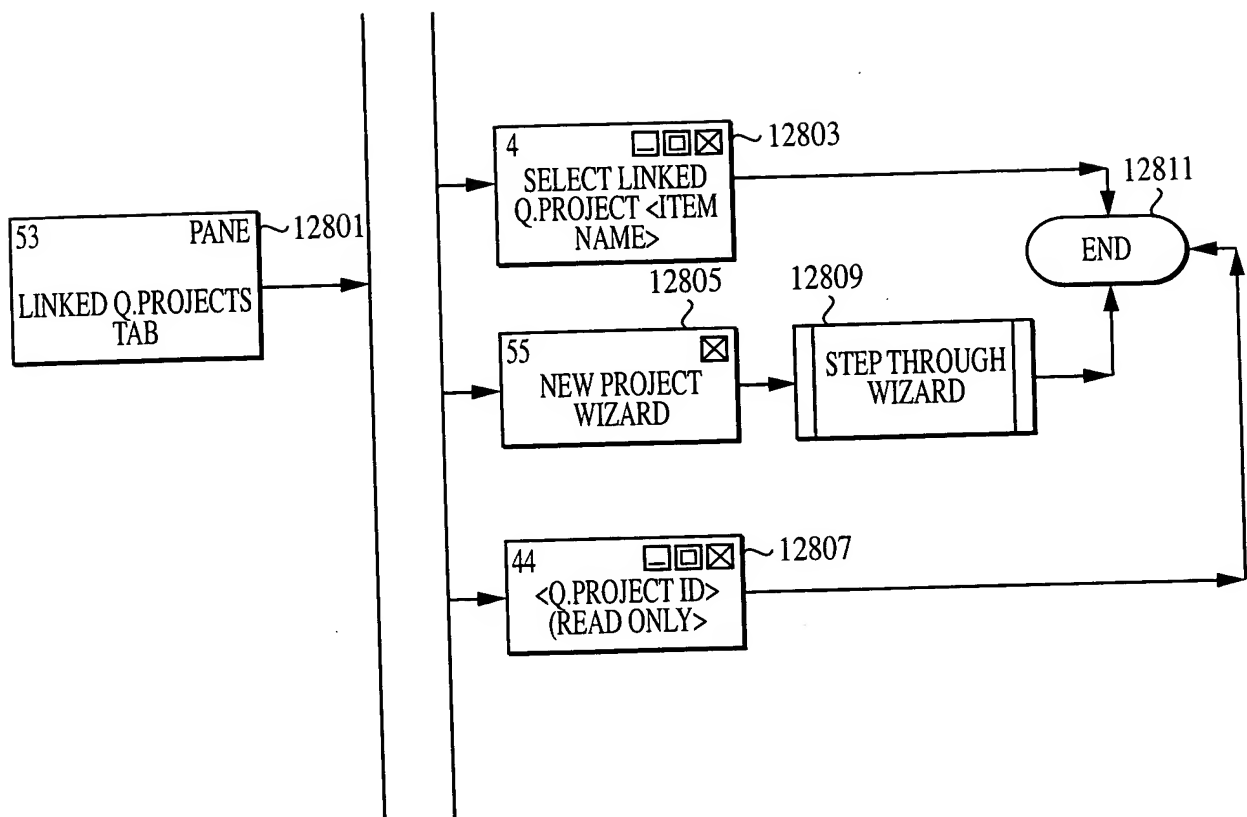 4
12803
SELECT LINKED
Q.PROJECT <ITEM
NAME>
12811
END
53
PANE
12801
LINKED Q.PROJECTS
TAB
12805
12809
55
NEW PROJECT
WIZARD
STEP THROUGH
WIZARD
44
12807
<Q.PROJECT ID>
(READ ONLY>